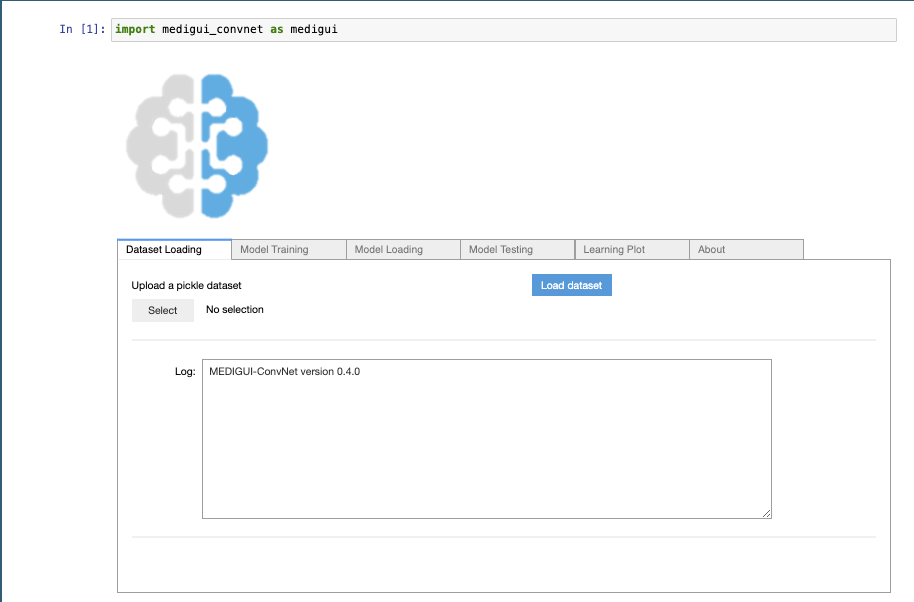 In [1]: import medigui_convnet as medigui
Dataset Loading Model Training Model Loading Model Testing Learning Plot About
Upload a pickle dataset Load dataset
Select No selection
Log: MEDIGUI-ConvNet version 0.4.0